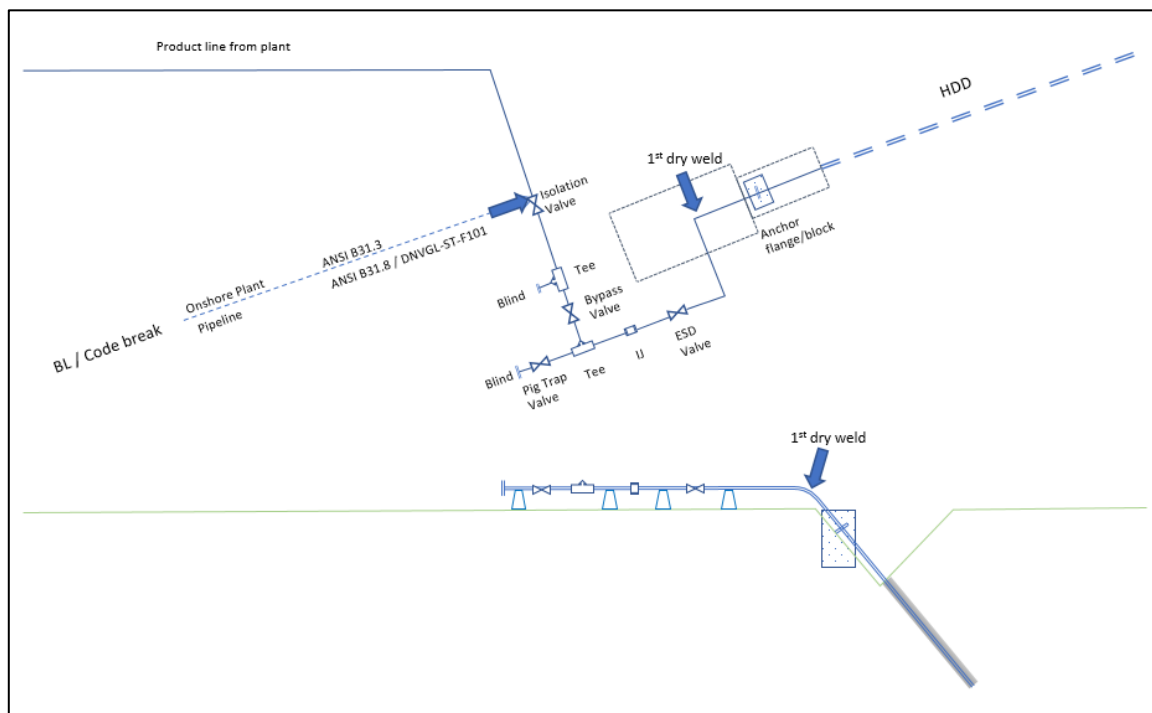 Product line from plant
HDD
1st dry weld
Isolation
Valve
ANSI B31.3
ANSI B31.8 / DNVGL-ST-F101
Anchor
flange/block
Onshore Plant
Pipeline
BL / Code break
Tee
Blind
Bypass
Valve
ESD
Valve
IJ
Tee
Pig Trap
Valve
Blind
1st dry weld